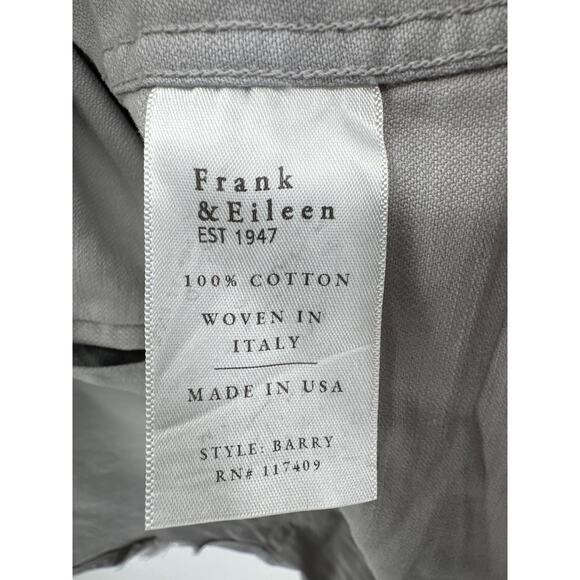 Frank
&Eileen
EST 1947
100% COTTON
WOVEN IN
ITALY
MADE IN USA
STYLE: BARRY
RN# 117409